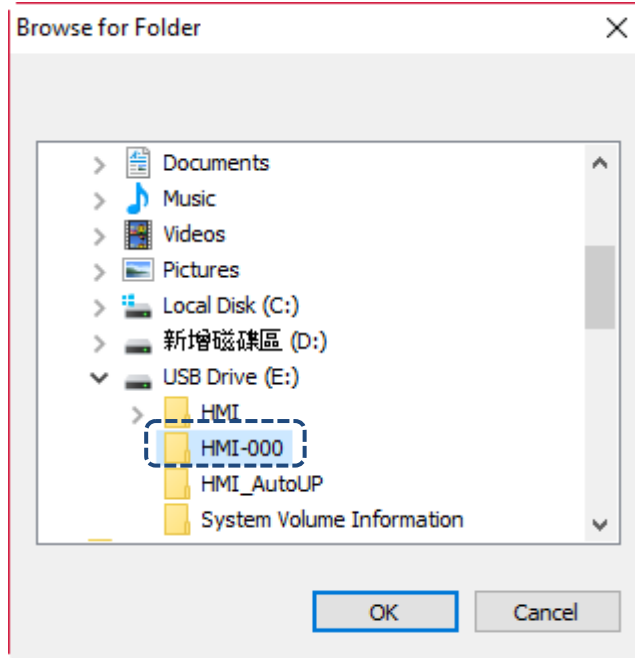 Browse for Folder
Documents
Music
Videos
Pictures
Local Disk (C:)
新增磁碟區 (D:)
USB Drive (E:)
HMI
HMI-000
HMI_AutoUP
System Volume Information
OK Cancel